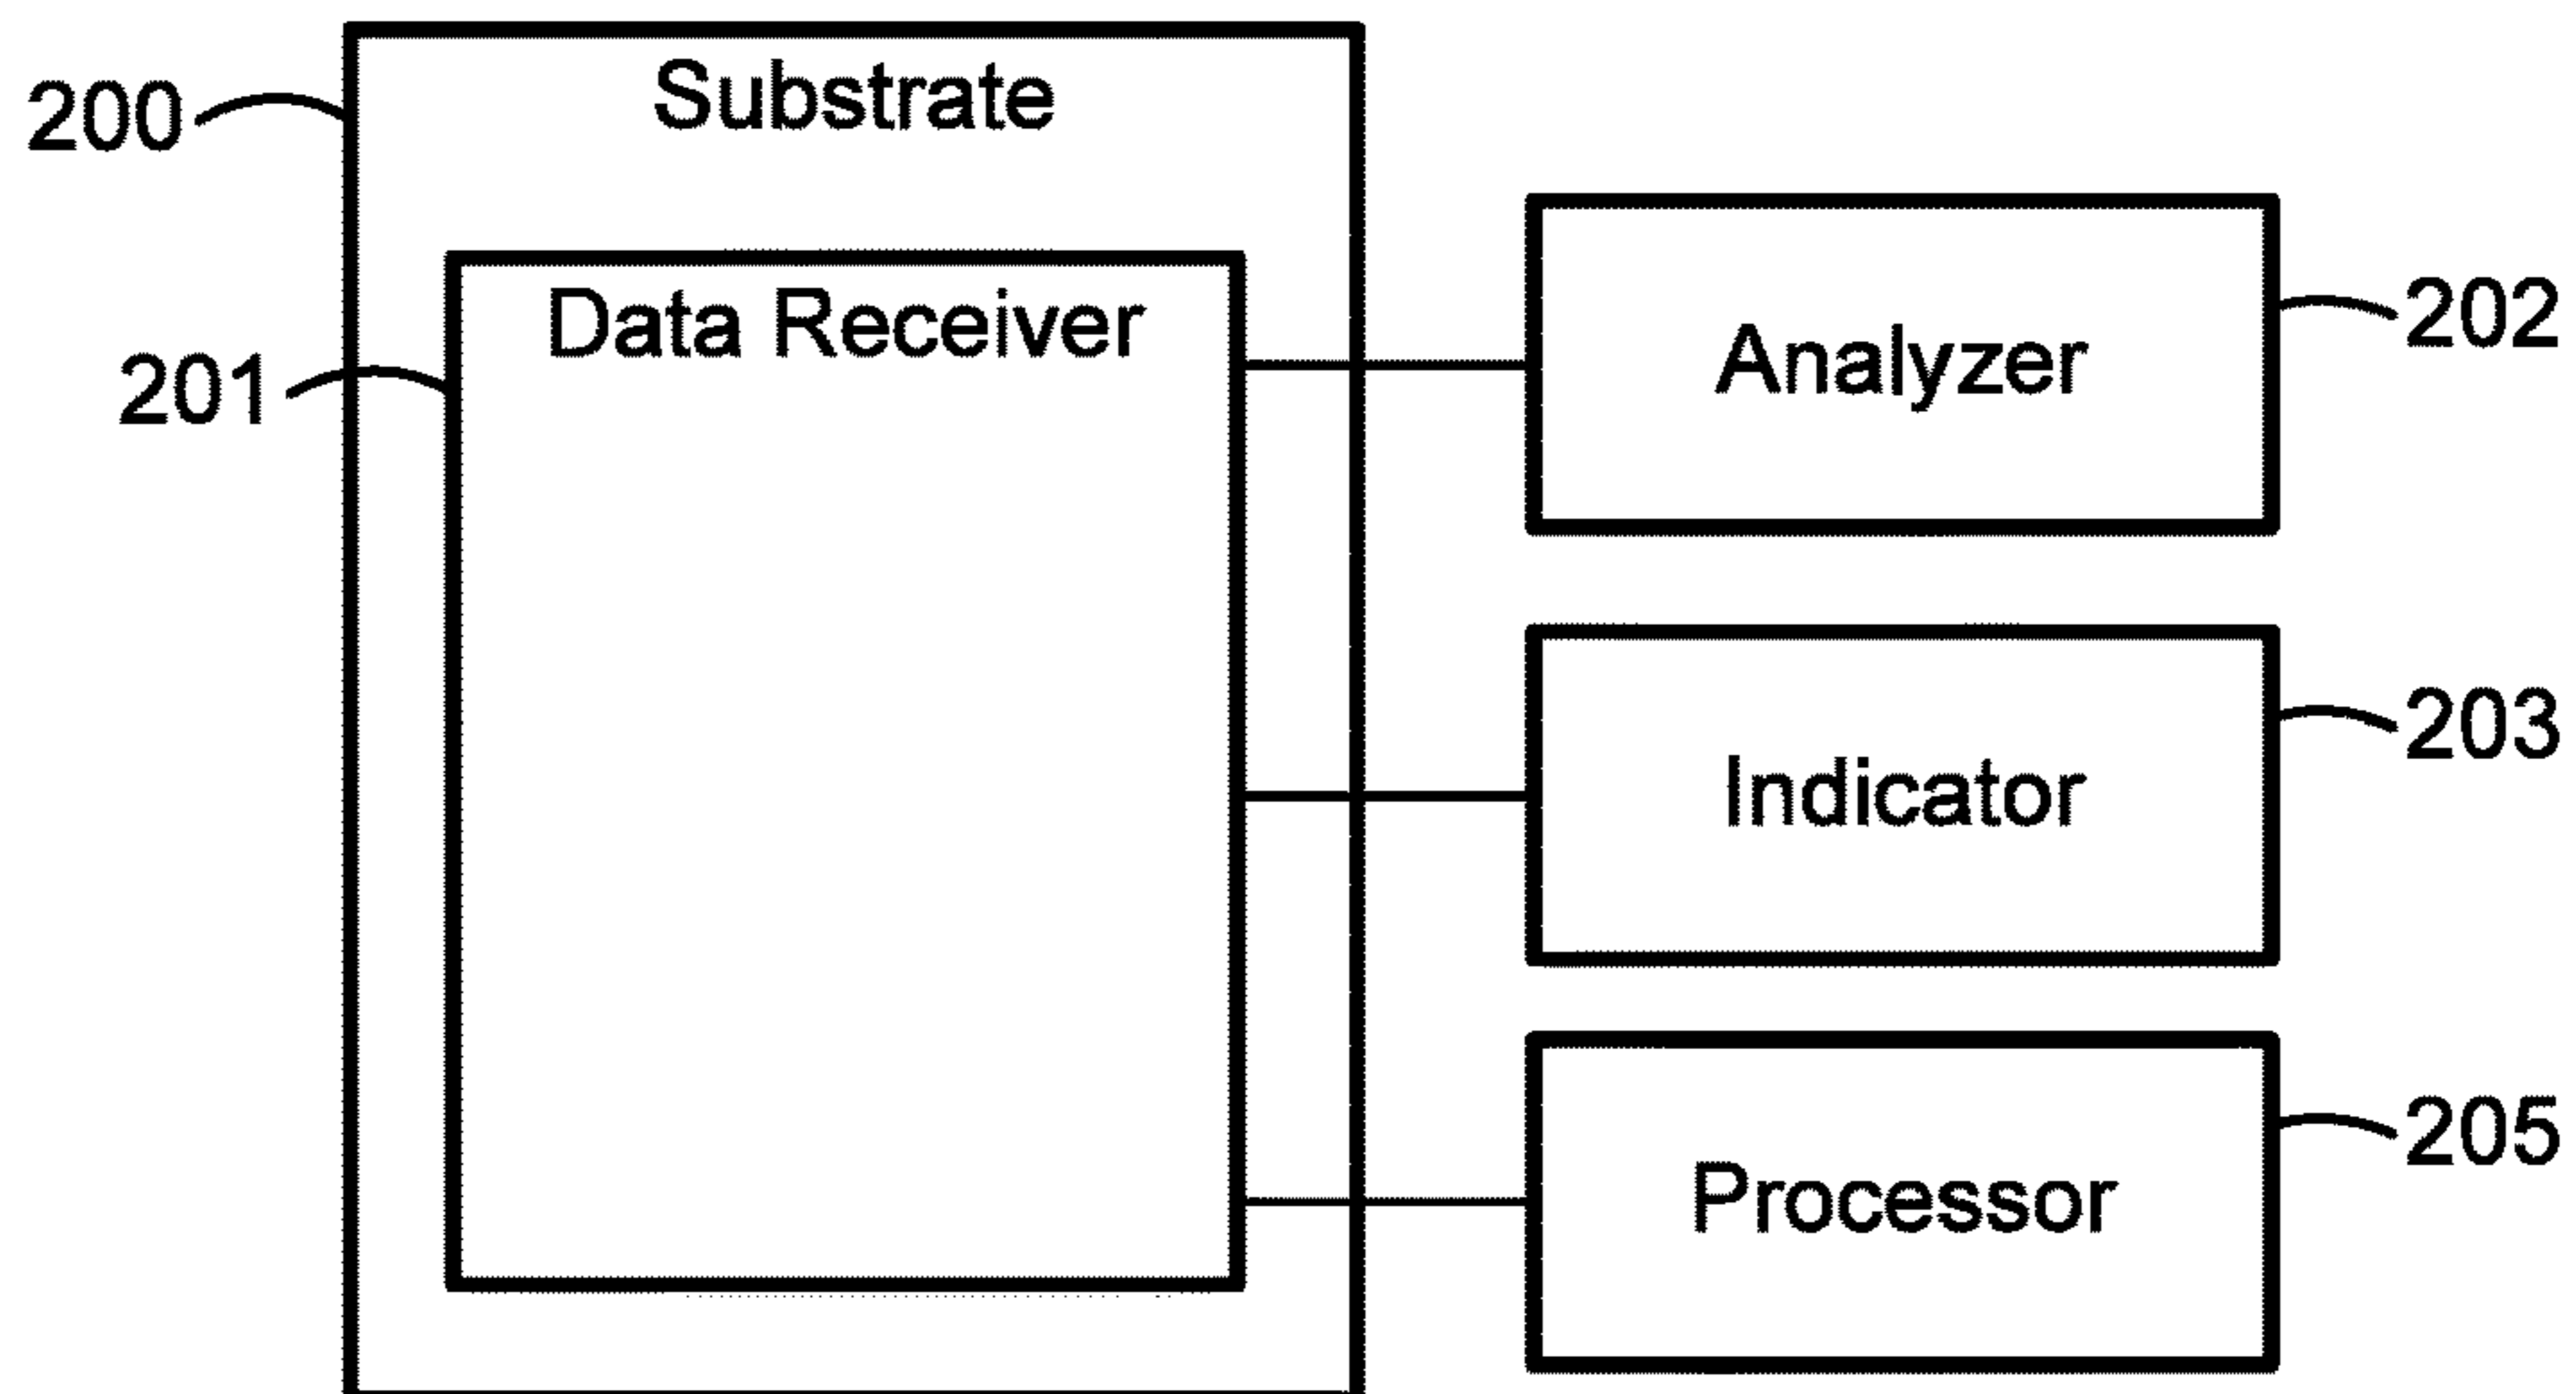 Substrate
200
Data Receiver
201
Analyzer
202
Indicator
203
Processor
205